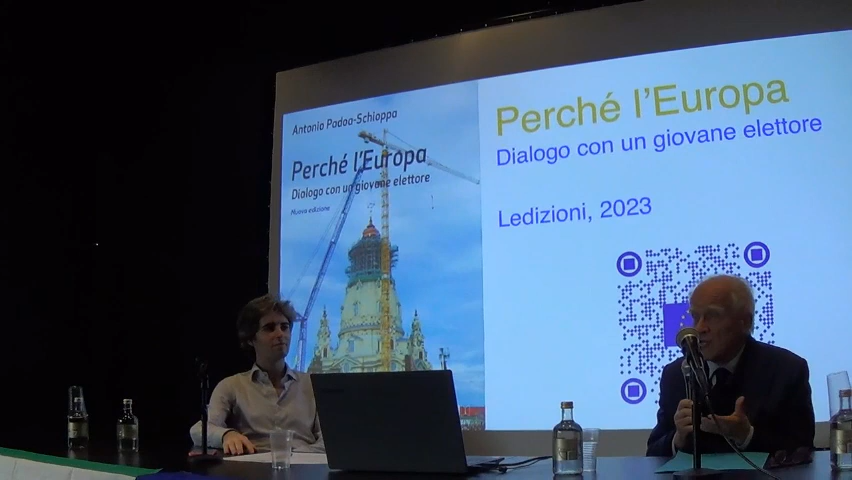 Antonio Padoa-Schioppa
Perché l'Europa
Dialogo con un giovane elettore
Nuova edizione
Perché l'Europa
Dialogo con un giovane elettore
Ledizioni, 2023